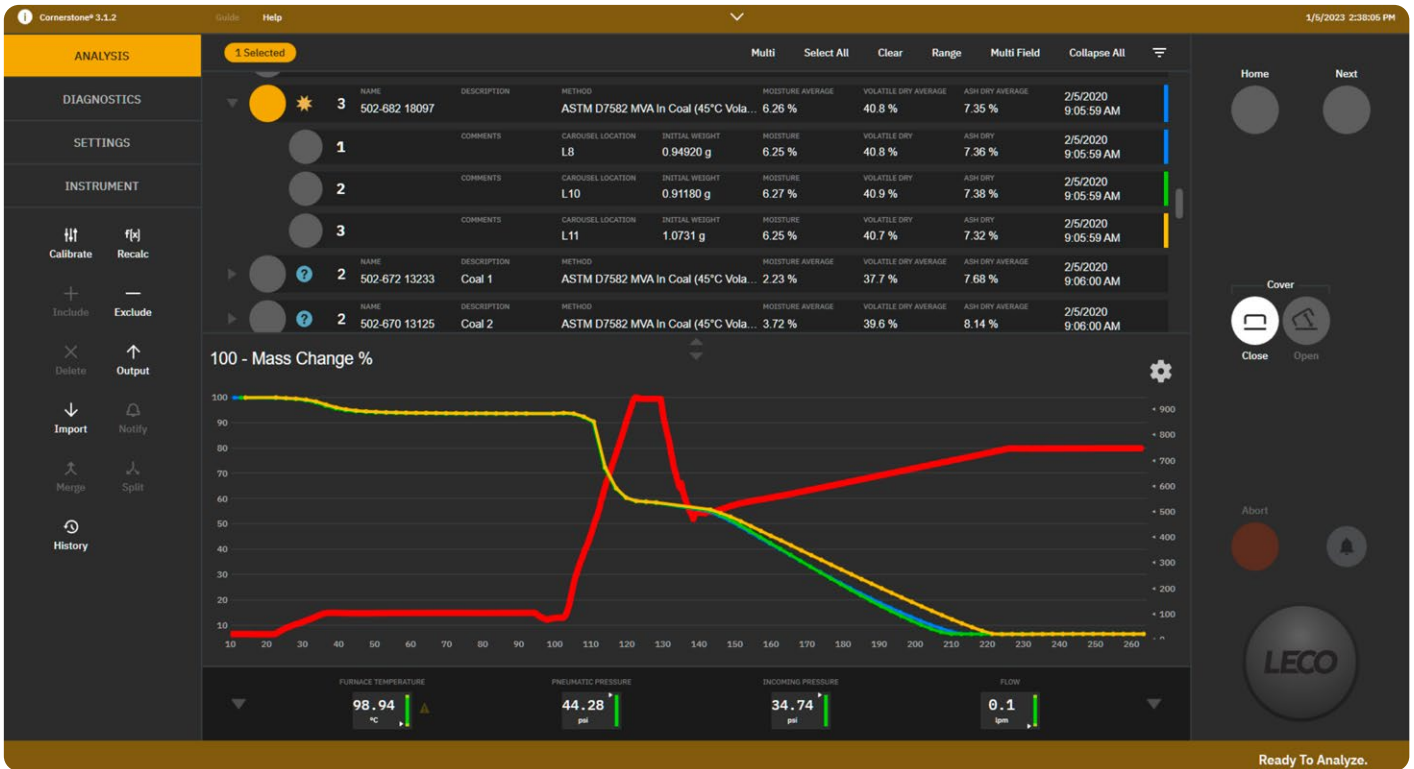 Cornerstone® 3.1.2
Guide Help
1/5/2023 2:38:05 PM
ANALYSIS
DIAGNOSTICS
SETTINGS
INSTRUMENT
Calibrate
f[x]
Recalc
Include
Exclude
Delete
Output
Import
Notify
Merge
Split
History
1 Selected
Multi Select All Clear Range Multi Field Collapse All
NAME DESCRIPTION METHOD MOISTURE AVERAGE VOLATILE DRY AVERAGE ASH DRY AVERAGE
3 502-682 18097 ASTM D7582 MVA In Coal (45°C Vola... 6.26 % 40.8 % 7.35 % 2/5/2020 9:05:59 AM
COMMENTS CAROUSEL LOCATION INITIAL WEIGHT MOISTURE VOLATILE DRY ASH DRY
1 L8 0.94920 g 6.25 % 40.8 % 7.36 % 2/5/2020 9:05:59 AM
COMMENTS CAROUSEL LOCATION INITIAL WEIGHT MOISTURE VOLATILE DRY ASH DRY
2 L10 0.91180 g 6.27 % 40.9 % 7.38 % 2/5/2020 9:05:59 AM
COMMENTS CAROUSEL LOCATION INITIAL WEIGHT MOISTURE VOLATILE DRY ASH DRY
3 L11 1.0731 g 6.25 % 40.7 % 7.32 % 2/5/2020 9:05:59 AM
NAME DESCRIPTION METHOD MOISTURE AVERAGE VOLATILE DRY AVERAGE ASH DRY AVERAGE
? 2 502-672 13233 Coal 1 ASTM D7582 MVA In Coal (45°C Vola... 2.23 % 37.7 % 7.68 % 2/5/2020 9:06:00 AM
NAME DESCRIPTION METHOD MOISTURE AVERAGE VOLATILE DRY AVERAGE ASH DRY AVERAGE
? 2 502-670 13125 Coal 2 ASTM D7582 MVA In Coal (45°C Vola... 3.72 % 39.6 % 8.14 % 2/5/2020 9:06:00 AM
100 - Mass Change %
100
90
80
70
60
50
40
30
20
10
900
800
700
600
500
400
300
200
100
10 20 30 40 50 60 70 80 90 100 110 120 130 140 150 160 170 180 190 200 210 220 230 240 250 260
FURNACE TEMPERATURE
98.94
°C
PNEUMATIC PRESSURE
44.28
psi
INCOMING PRESSURE
34.74
psi
FLOW
0.1
lpm
Home Next
Cover
Close Open
Abort
LECO
Ready To Analyze.